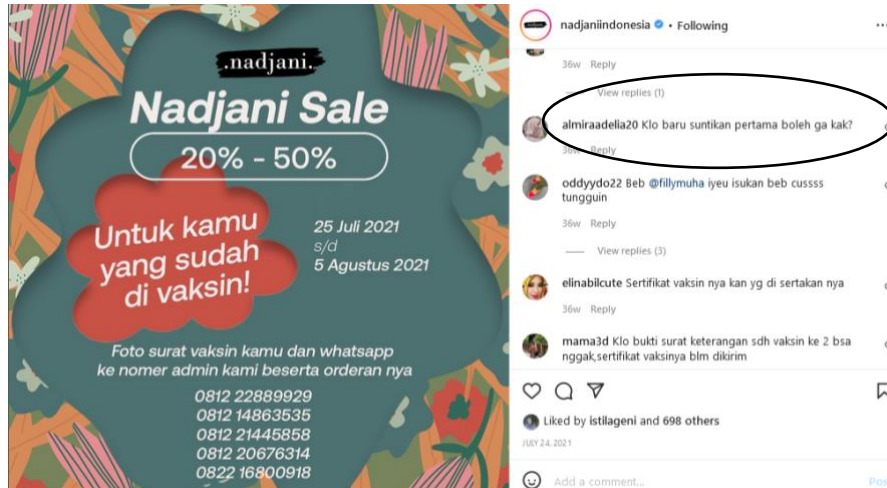 .nadjani.
Nadjani Sale
20% - 50%
Untuk kamu
yang sudah
di vaksin!
25 Juli 2021
s/d
5 Agustus 2021
Foto surat vaksin kamu dan whatsapp
ke nomer admin kami beserta orderan nya
0812 22889929
0812 14863535
0812 21445858
0812 20676314
0822 16800918
nadjaniindonesia • Following
36w Reply
View replies (1)
almiraadelia20 Klo baru suntikan pertama boleh ga kak?
36w Reply
oddyydo22 Beb @fillymuha iyeu isukan beb cussss
tungguin
36w Reply
View replies (3)
elinabilcute Sertifikat vaksin nya kan yg di sertakan nya
36w Reply
mama3d Klo bukti surat keterangan sdh vaksin ke 2 bsa
nggak,sertifikat vaksinya blm dikirim
Liked by istilageni and 698 others
JULY 24, 2021
Add a comment...